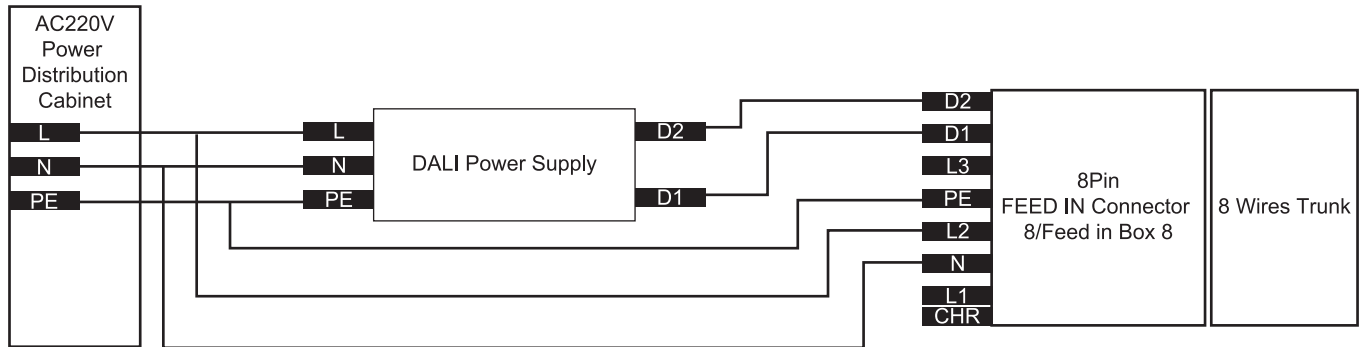 AC220V
Power
Distribution
Cabinet
L
N
PE
L
N
PE
DALI Power Supply
D2
D1
D2
D1
L3
PE
L2
N
L1
CHR
8Pin
FEED IN Connector
8/Feed in Box 8
8 Wires Trunk